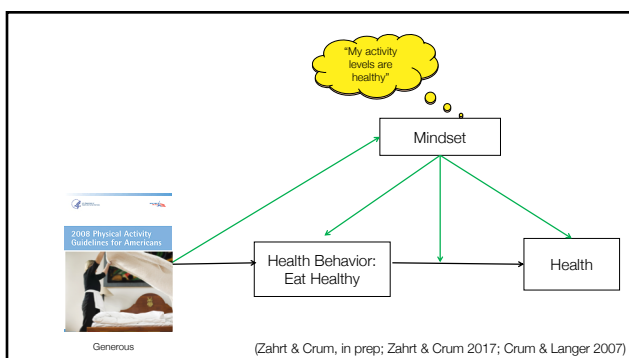 “My activity
levels are
healthy”
Mindset
2008 Physical Activity
Guidelines for Americans
Health Behavior:
Eat Healthy
Health
Generous
(Zahrt & Crum, in prep; Zahrt & Crum 2017; Crum & Langer 2007)